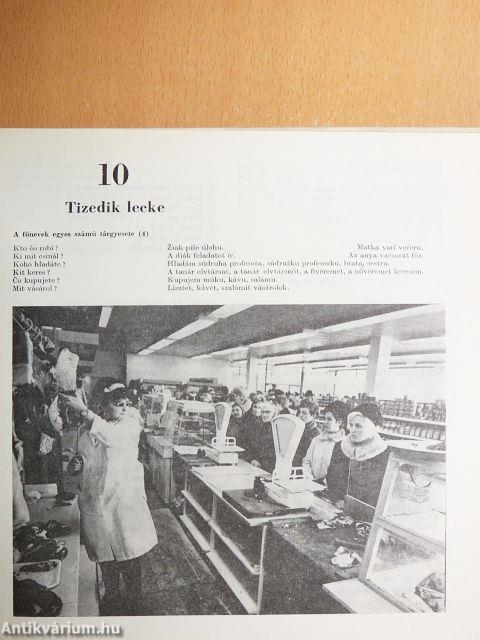 10
Tizedik lecke
A főnevek egyes számú tárgyesete (4)
Kto čo robí? Žiak píše úlohu. Matka varí večeru.
Ki mit csinál? A diák feladatot ír. Az anya vacsorát főz.
Koho hľadáte? Hľadám súdruha profesora, súdružku profesorku, brata, sestru.
Kit keres? A tanár elvtársat, a tanár elvtársnőt, a fivéremet, a nővéremet keresem.
Čo kupujete? Kupujem múku, kávu, salámu.
Mit vásárol? Lisztet, kávét, szalámit vásárolok.
Antikvárium.hu